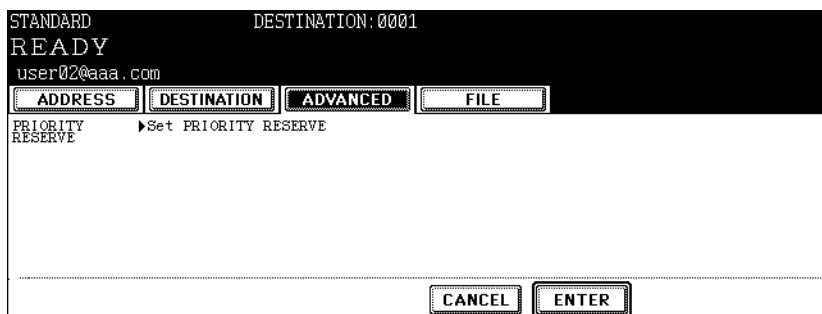 STANDARD DESTINATION:0001
READY
user02@aaa.com
ADDRESS DESTINATION ADVANCED FILE
PRIORITY RESERVE ▶Set PRIORITY RESERVE
CANCEL ENTER